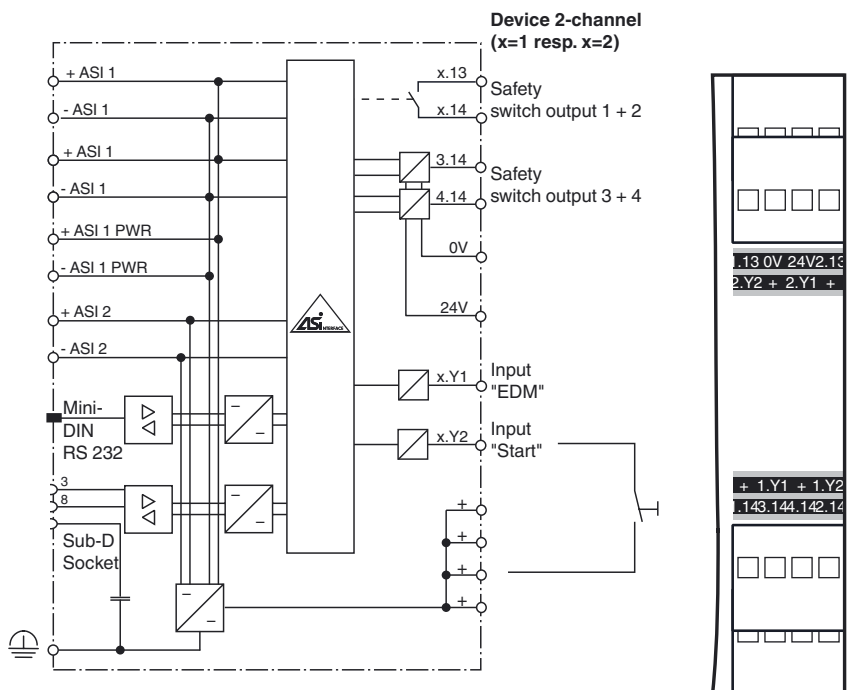 Device 2-channel
(x=1 resp. x=2)
+ ASI 1
- ASI 1
+ ASI 1
- ASI 1
+ ASI 1 PWR
- ASI 1 PWR
+ ASI 2
- ASI 2
Mini-
DIN
RS 232
3
8
Sub-D
Socket
ASi
INTERFACE
x.13
x.14
Safety
switch output 1 + 2
3.14
4.14
Safety
switch output 3 + 4
0V
24V
x.Y1
Input
"EDM"
x.Y2
Input
"Start"
+
+
+
+
.13 0V 24V2.13
2.Y2 + 2.Y1 +
+ 1.Y1 + 1.Y2
.143.144.142.14